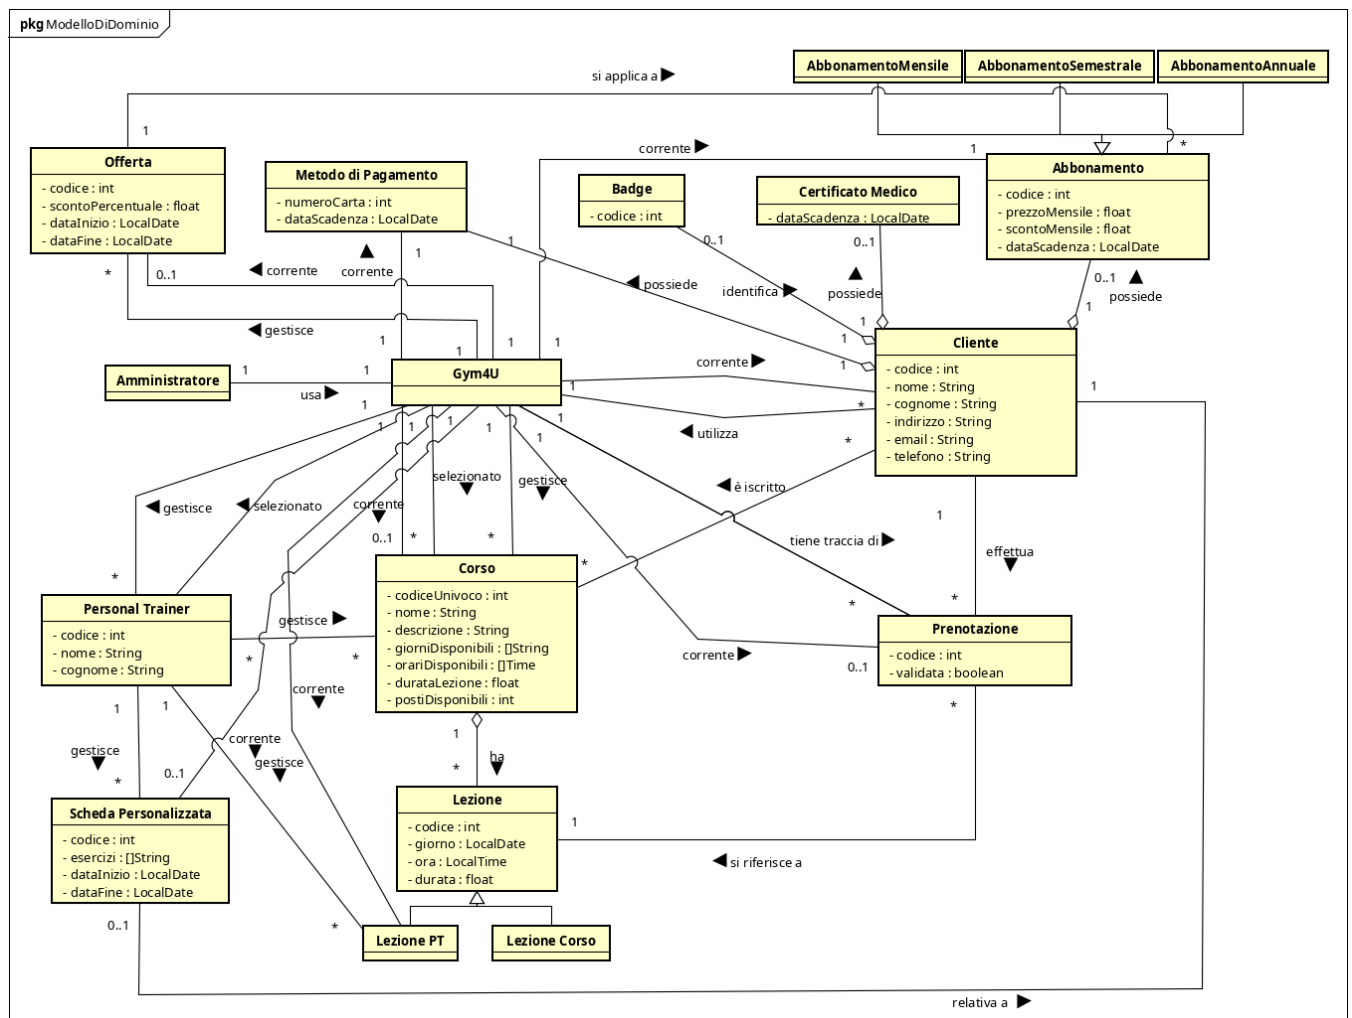 pkg ModelloDiDominio
AbbonamentoMensile
AbbonamentoSemestrale
AbbonamentoAnnuale
si applica a
1
*
Offerta
- codice : int
- scontoPercentuale : float
- dataInizio : LocalDate
- dataFine : LocalDate
Metodo di Pagamento
- numeroCarta : int
- dataScadenza : LocalDate
corrente
1
Badge
- codice : int
Certificato Medico
- dataScadenza : LocalDate
Abbonamento
- codice : int
- prezzoMensile : float
- scontoMensile : float
- dataScadenza : LocalDate
*
0..1
corrente
corrente
1
1
0..1
0..1
0..1
possiede
identifica
possiede
possiede
gestisce
1
1
1
1
1
1
1
1
Amministratore
1
1
usa
Gym4U
corrente
1
*
utilizza
Cliente
- codice : int
- nome : String
- cognome : String
- indirizzo : String
- email : String
- telefono : String
1
1
1
1
1
1
1
1
*
selezionato
gestisce
è iscritto
gestisce
selezionato
corrente
1
0..1
*
*
tiene traccia di
effettua
*
*
*
*
Corso
- codiceUnivoco : int
- nome : String
- descrizione : String
- giorniDisponibili : []String
- orariDisponibili : []Time
- durataLezione : float
- postiDisponibili : int
Personal Trainer
- codice : int
- nome : String
- cognome : String
gestisce
*
*
Prenotazione
- codice : int
- validata : boolean
corrente
0..1
corrente
1
1
*
1
gestisce
corrente
gestisce
ha
*
0..1
*
Scheda Personalizzata
- codice : int
- esercizi : []String
- dataInizio : LocalDate
- dataFine : LocalDate
Lezione
- codice : int
- giorno : LocalDate
- ora : LocalTime
- durata : float
1
si riferisce a
0..1
*
Lezione PT
Lezione Corso
relativa a